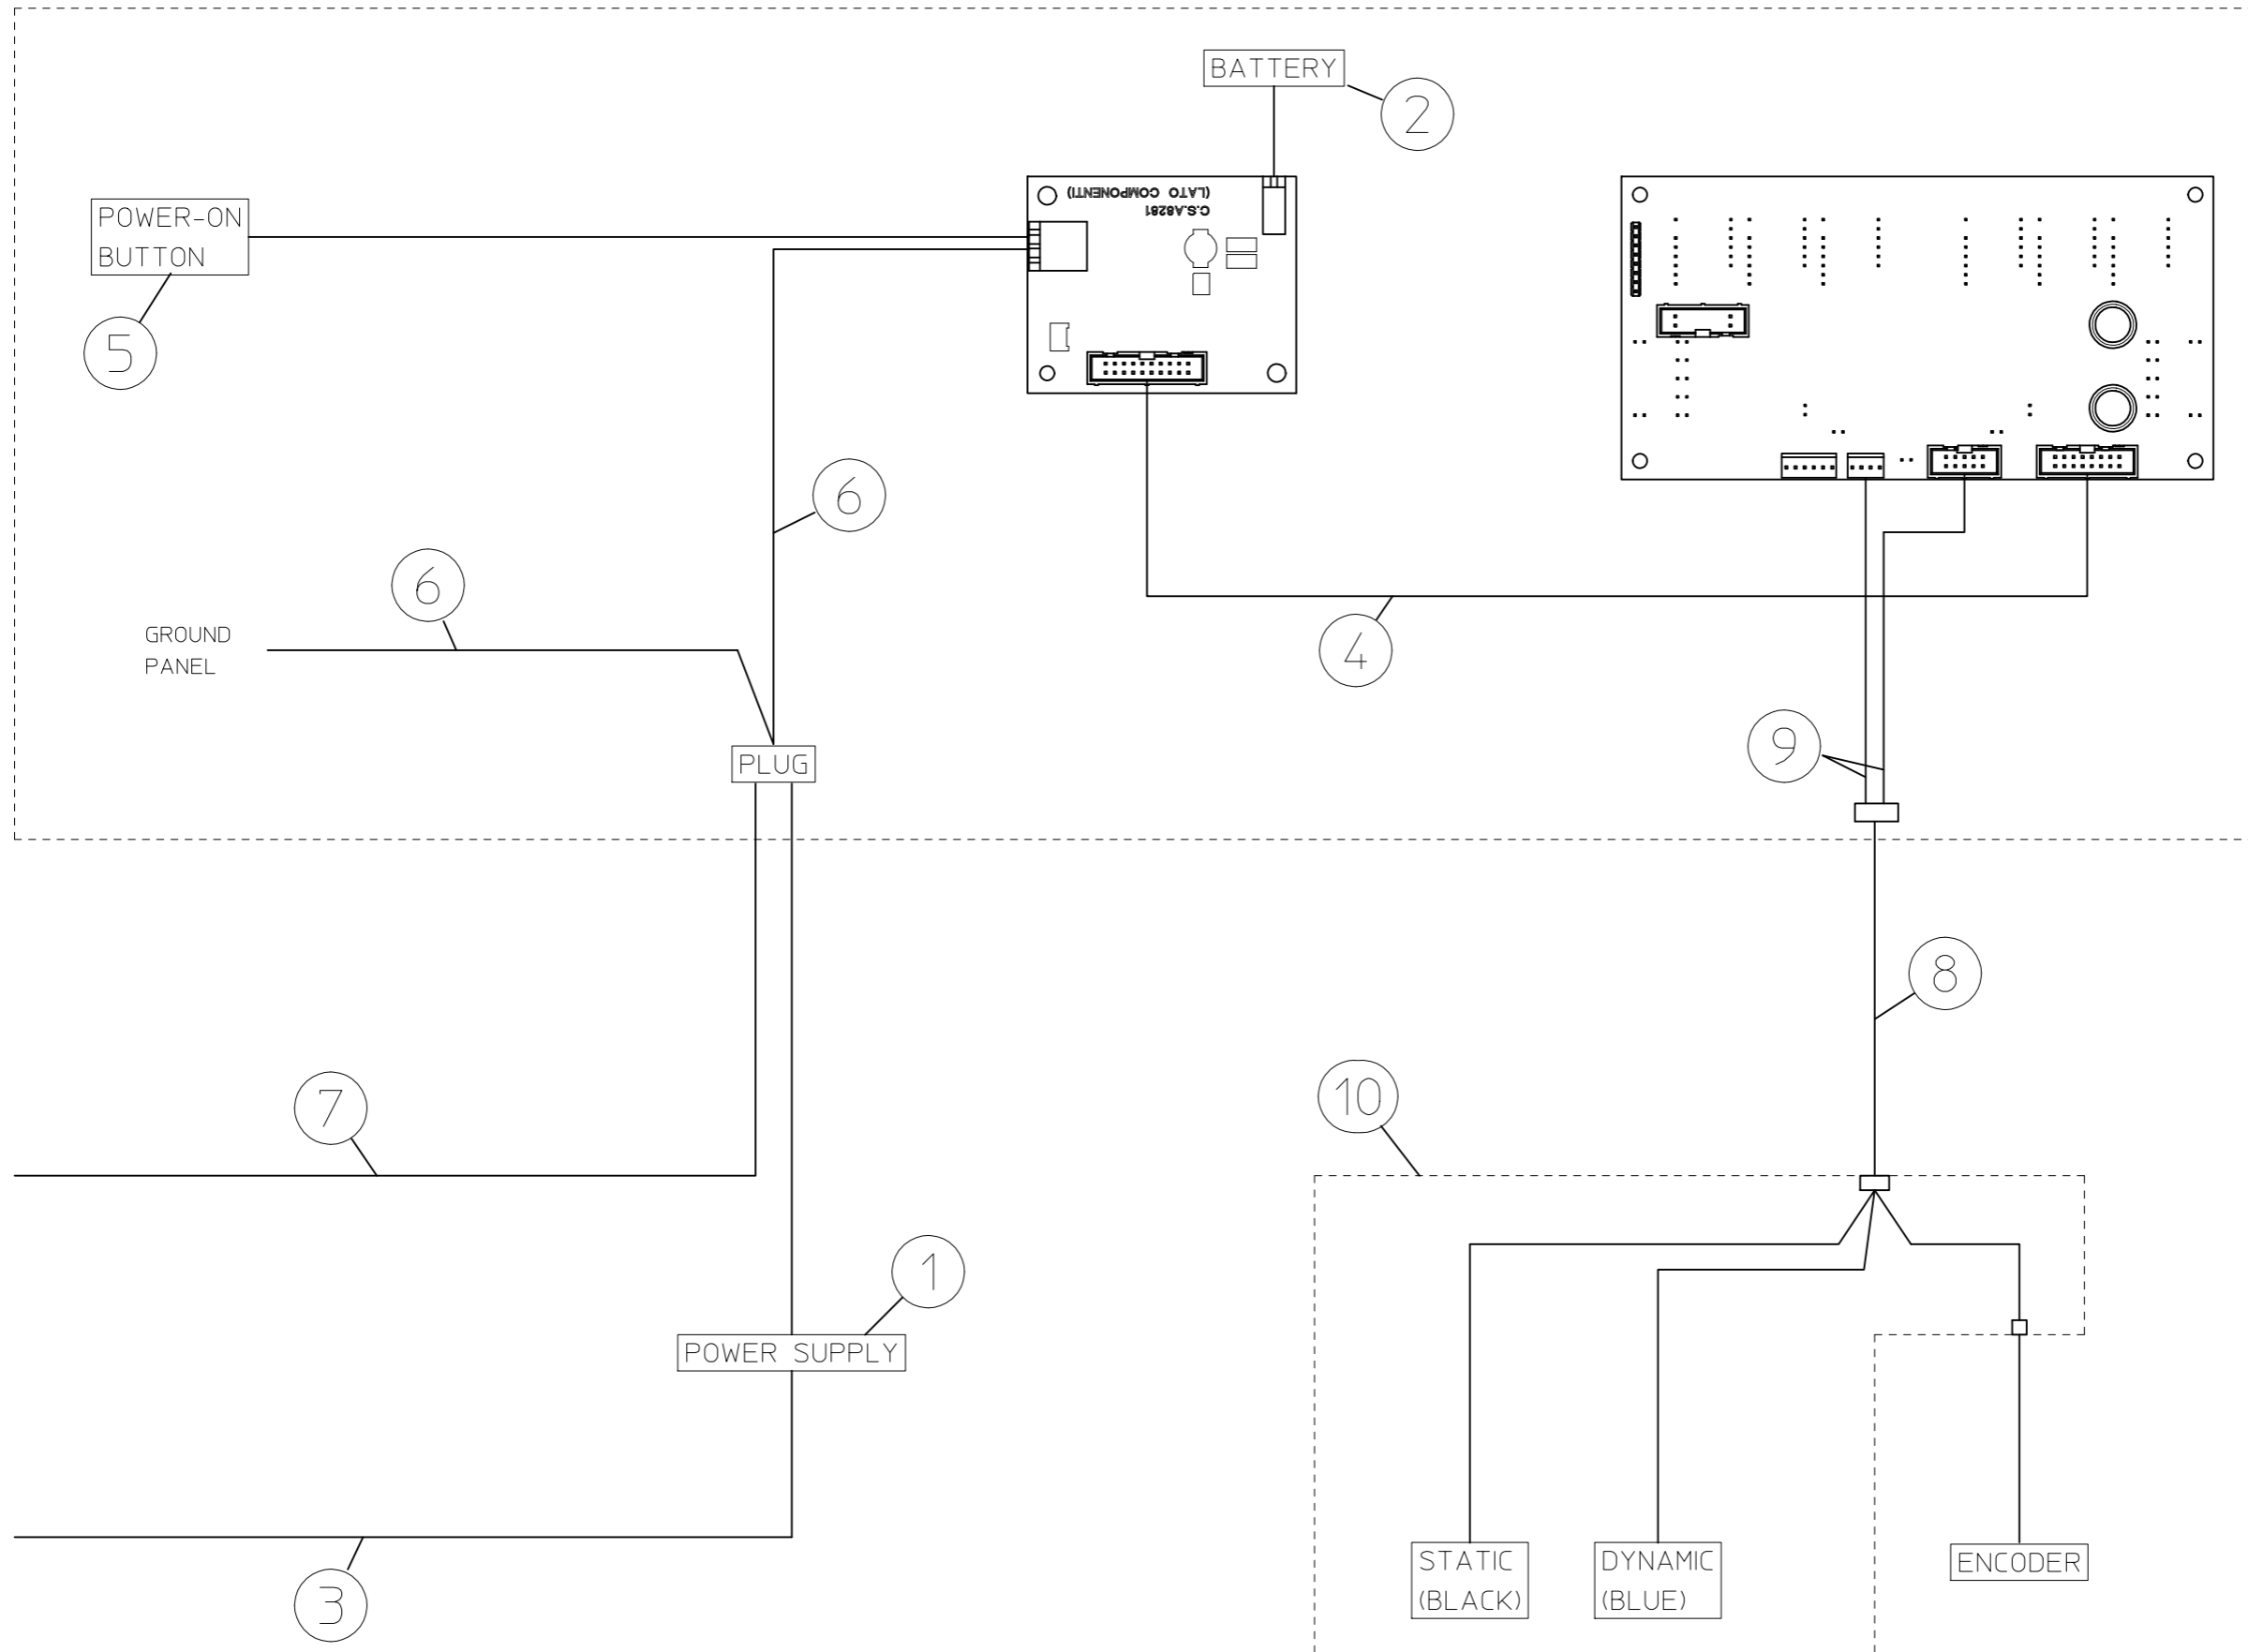 BATTERY
2
(LATO COMPONENTI)
C.S.A8281
POWER-ON
BUTTON
5
6
6
GROUND
PANEL
4
9
PLUG
8
10
7
1
POWER SUPPLY
3
STATIC
(BLACK)
DYNAMIC
(BLUE)
ENCODER